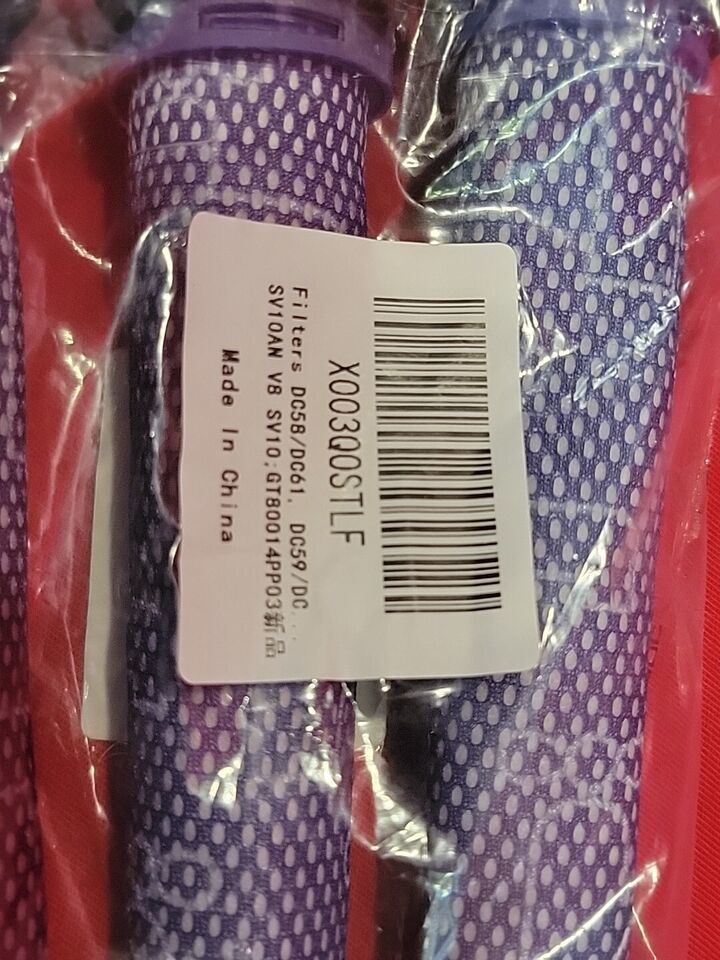 X003Q0STLF
Filters DC58/DC61, DC59/DC...
SV10AN V8 SV10;GT80014PP03新品
Made In China